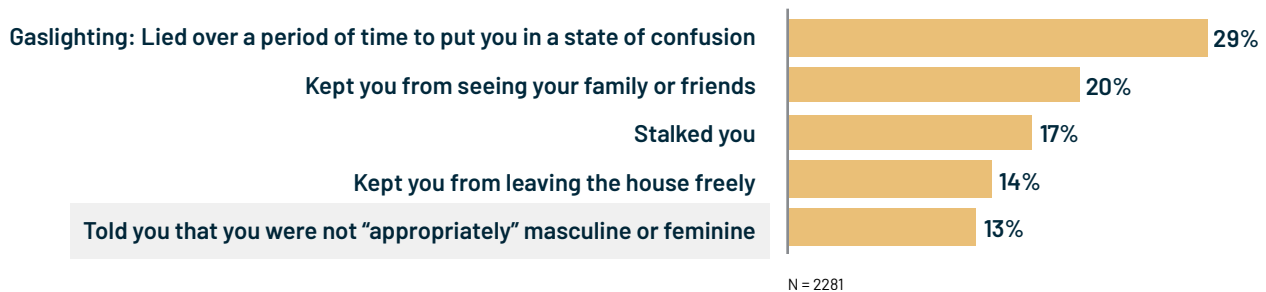 Gaslighting: Lied over a period of time to put you in a state of confusion 29%
Kept you from seeing your family or friends 20%
Stalked you 17%
Kept you from leaving the house freely 14%
Told you that you were not “appropriately” masculine or feminine 13%
N = 2281